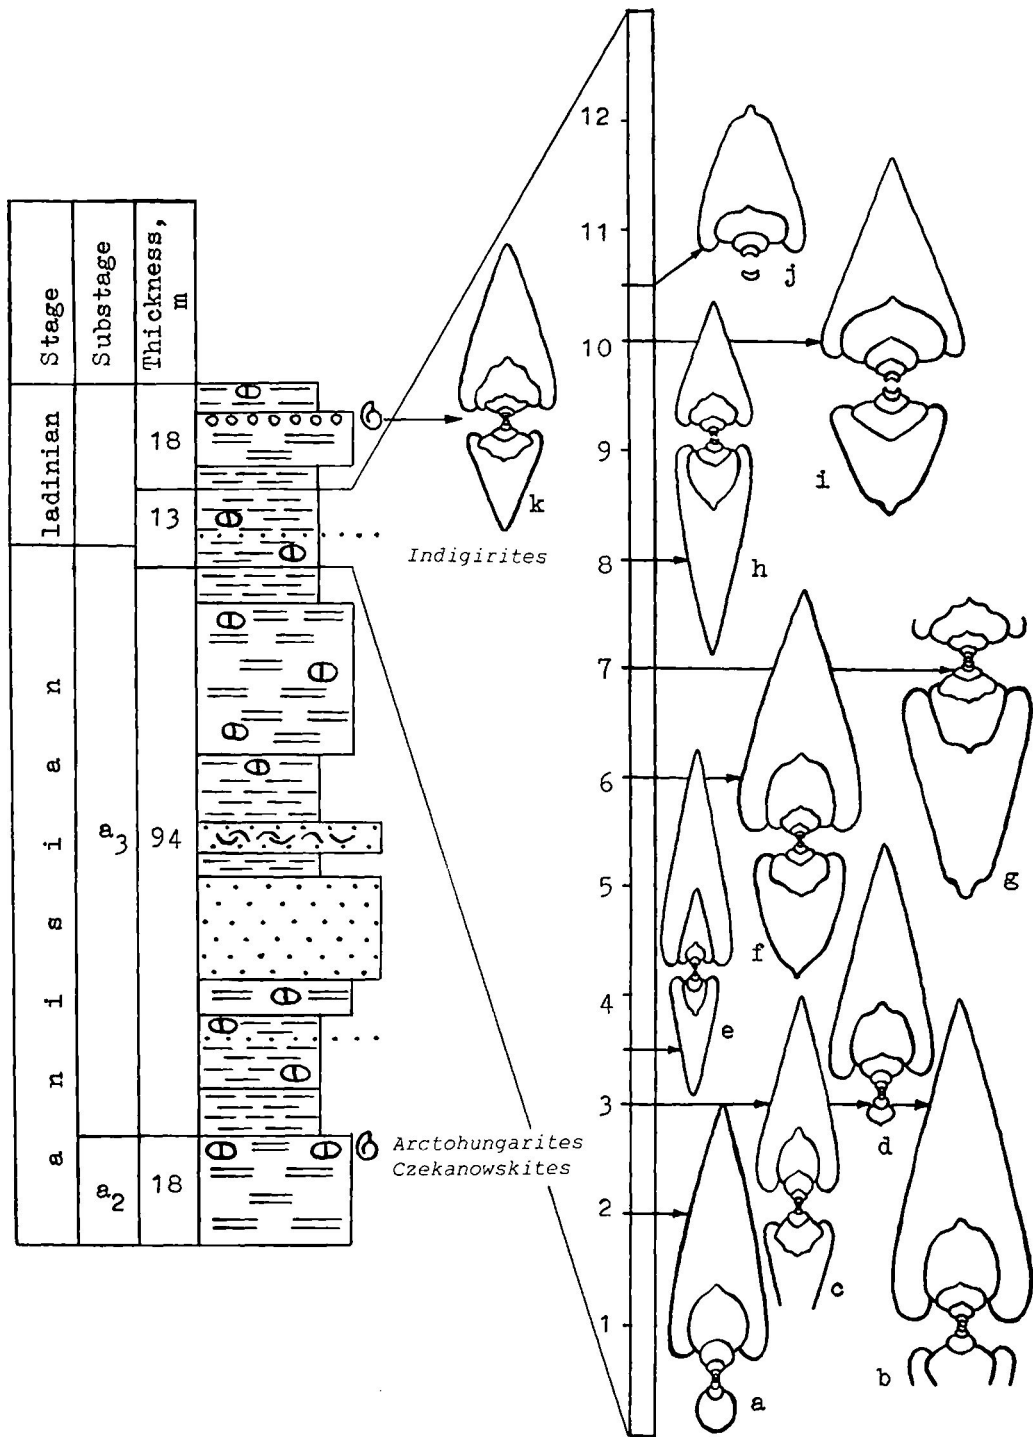 Stage
Substage
Thickness, m
ladinian
anisian
a3
a2
18
13
94
18
Indigirites
Arctohungarites
Czekanowskites
12
11
10
9
8
7
6
5
4
3
2
1
j
i
k
h
g
f
e
d
c
b
a